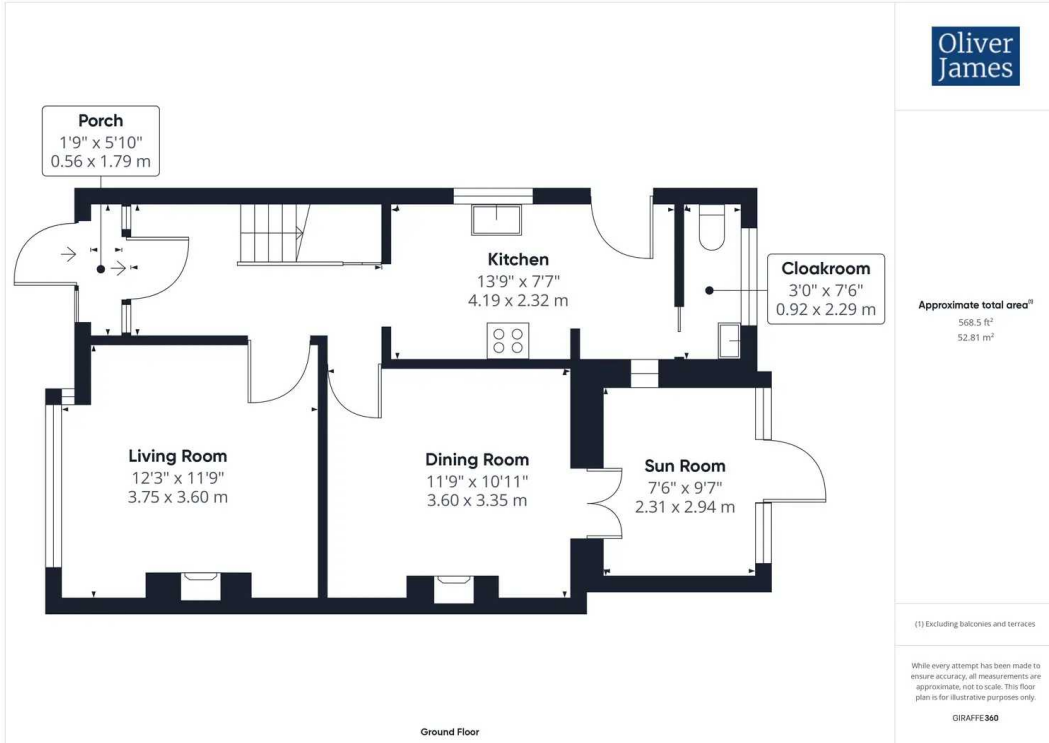 Porch
1'9" x 5'10"
0.56 x 1.79 m
Kitchen
13'9" x 7'7"
4.19 x 2.32 m
Cloakroom
3'0" x 7'6"
0.92 x 2.29 m
Living Room
12'3" x 11'9"
3.75 x 3.60 m
Dining Room
11'9" x 10'11"
3.60 x 3.35 m
Sun Room
7'6" x 9'7"
2.31 x 2.94 m
Ground Floor
Oliver
James
Approximate total area⁽¹⁾
568.5 ft²
52.81 m²
(1) Excluding balconies and terraces
While every attempt has been made to
ensure accuracy, all measurements are
approximate, not to scale. This floor
plan is for illustrative purposes only.
GIRAFFE360